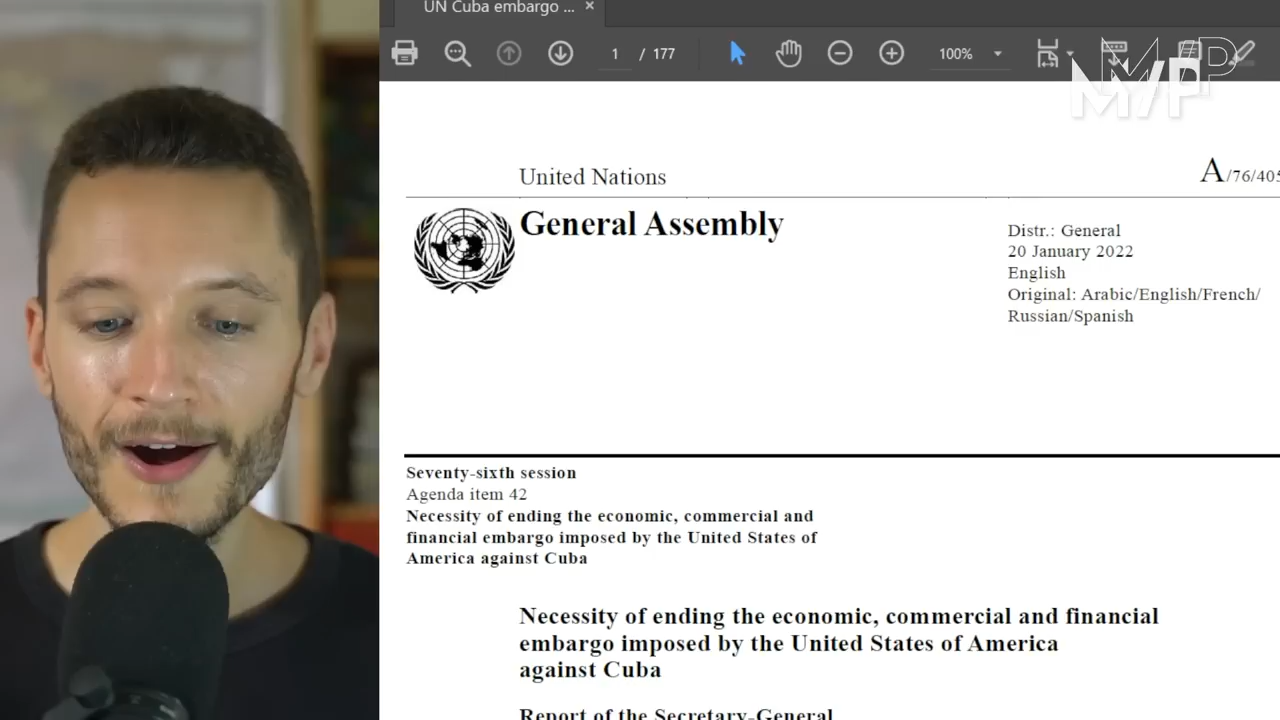 UN Cuba embargo ... ×
1 / 177
100%
M/P
M/P
United Nations
A/76/405
General Assembly
Distr.: General
20 January 2022
English
Original: Arabic/English/French/
Russian/Spanish
Seventy-sixth session
Agenda item 42
Necessity of ending the economic, commercial and
financial embargo imposed by the United States of
America against Cuba
Necessity of ending the economic, commercial and financial
embargo imposed by the United States of America
against Cuba
Report of the Secretary-General